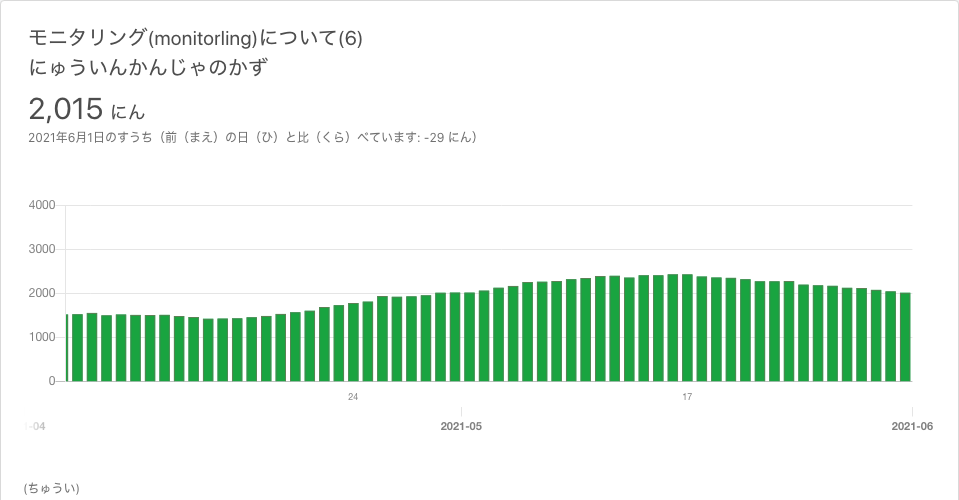 モニタリング(monitorling)について(6)
にゅういんかんじゃのかず
2,015 にん
2021年6月1日のすうち（前（まえ）の日（ひ）と比（くら）べています: -29 にん）
4000
3000
2000
1000
0
24
17
-04
2021-05
2021-06
(ちゅうい)